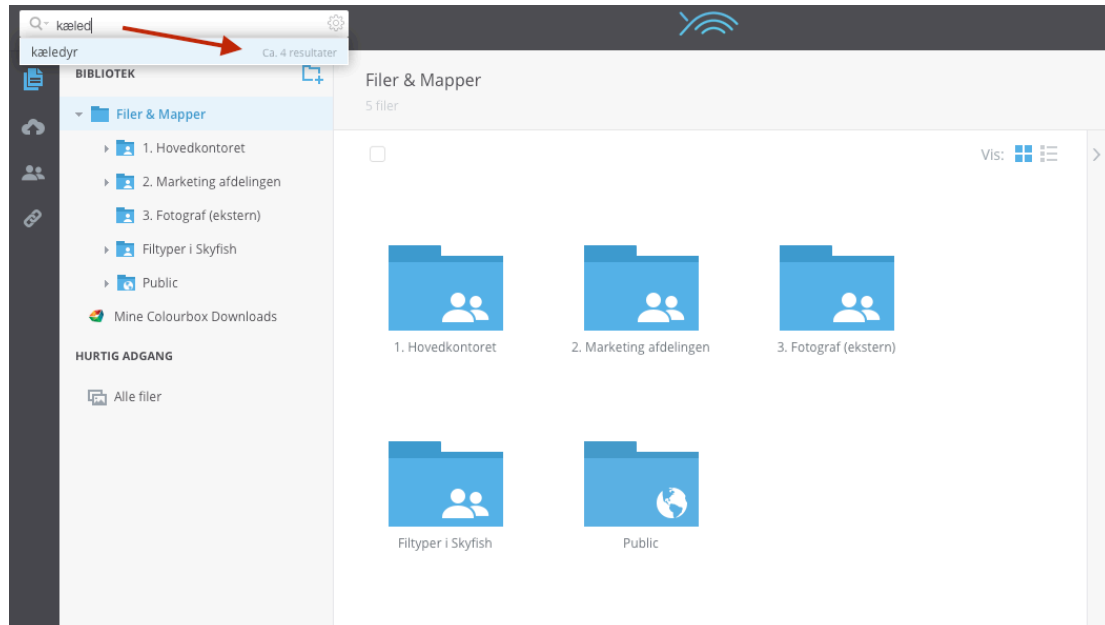 kæled
kæledyr Ca. 4 resultater
BIBLIOTEK
Filer & Mapper
1. Hovedkontoret
2. Marketing afdelingen
3. Fotograf (ekstern)
Filtyper i Skyfish
Public
Mine Colourbox Downloads
HURTIG ADGANG
Alle filer
Filer & Mapper
5 filer
Vis:
1. Hovedkontoret
2. Marketing afdelingen
3. Fotograf (ekstern)
Filtyper i Skyfish
Public